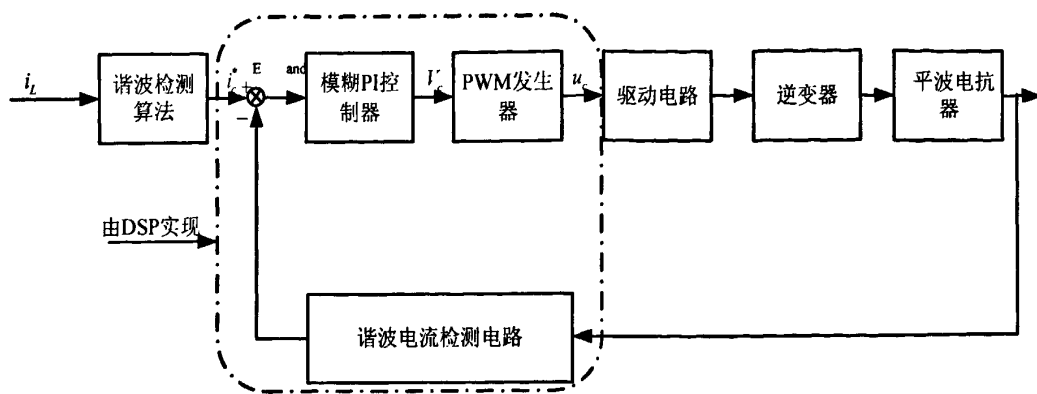 i_L
谐波检测
算法
i_c^*
+
E
and
−
模糊PI控
制器
V_c
PWM发生
器
u_c
驱动电路
逆变器
平波电抗
器
由DSP实现
谐波电流检测电路